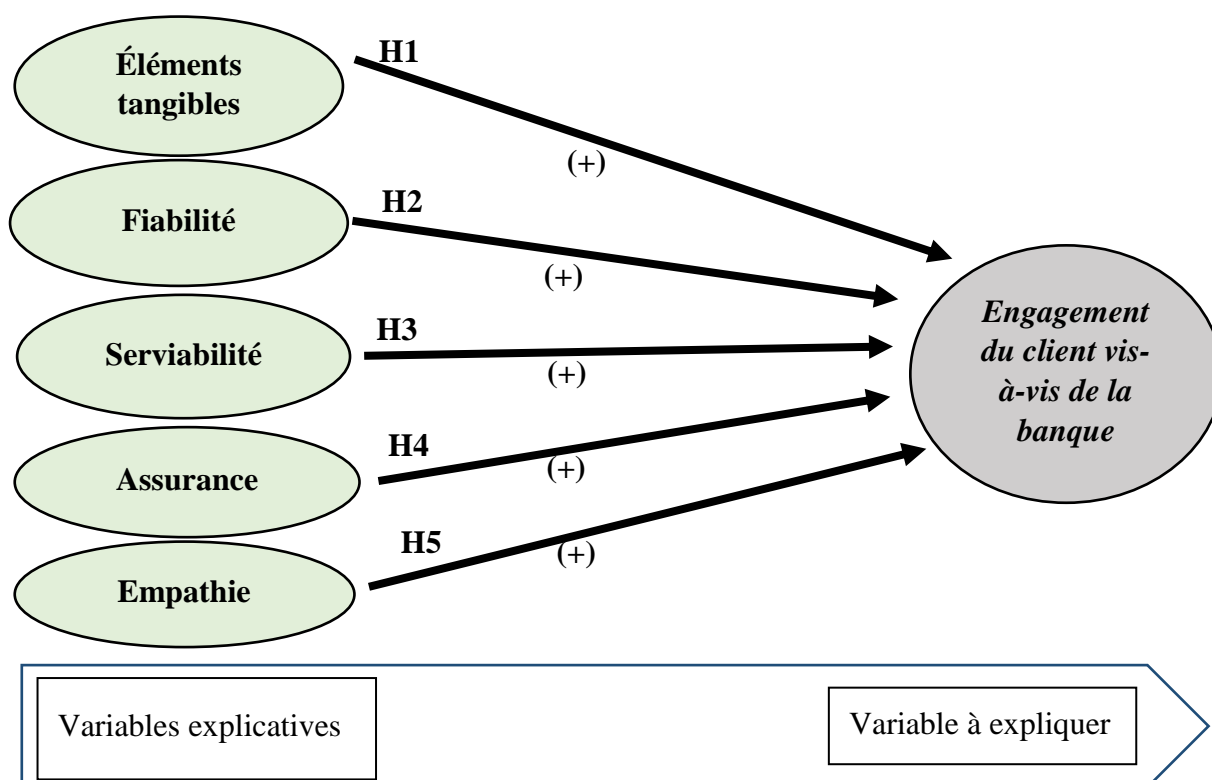 Éléments
tangibles
H1
(+)
Fiabilité
H2
(+)
Serviabilité
H3
(+)
Assurance
H4
(+)
Empathie
H5
(+)
Engagement
du client vis-
à-vis de la
banque
Variables explicatives
Variable à expliquer